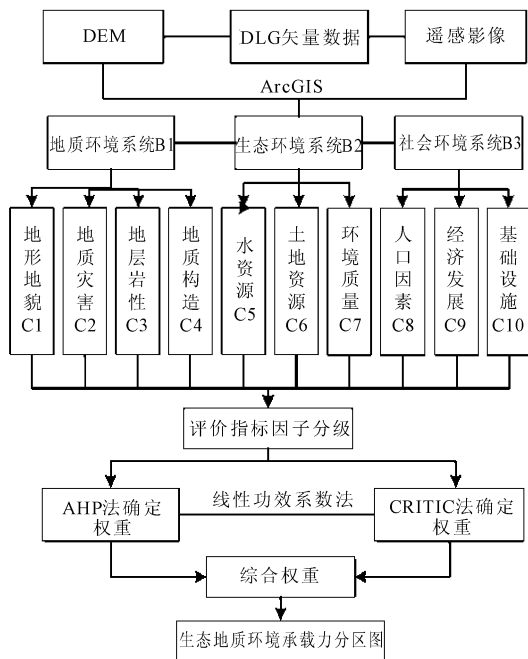 DEM
DLG矢量数据
遥感影像
ArcGIS
地质环境系统B1
生态环境系统B2
社会环境系统B3
地形地貌C1
地质灾害C2
地层岩性C3
地质构造C4
水资源C5
土地资源C6
环境质量C7
人口因素C8
经济发展C9
基础设施C10
评价指标因子分级
AHP法确定
权重
线性功效系数法
CRITIC法确定
权重
综合权重
生态地质环境承载力分区图